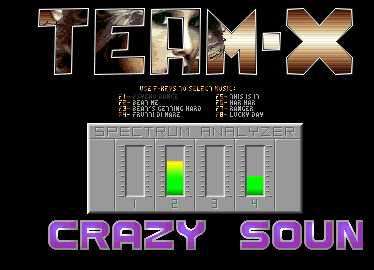 TEAM-X
USE F-KEYS TO SELECT MUSIC:
F1- PSYCHO DANCE F5- THIS IS IT
F2- BEAT ME F6- HAR HAR
F3- BEAT'S GETTING HARD F7- RANGER
F4- FRUTTI DI MARE F8- LUCKY DAY
SPECTRUM ANALYZER
1 2 3 4
CRAZY SOUN